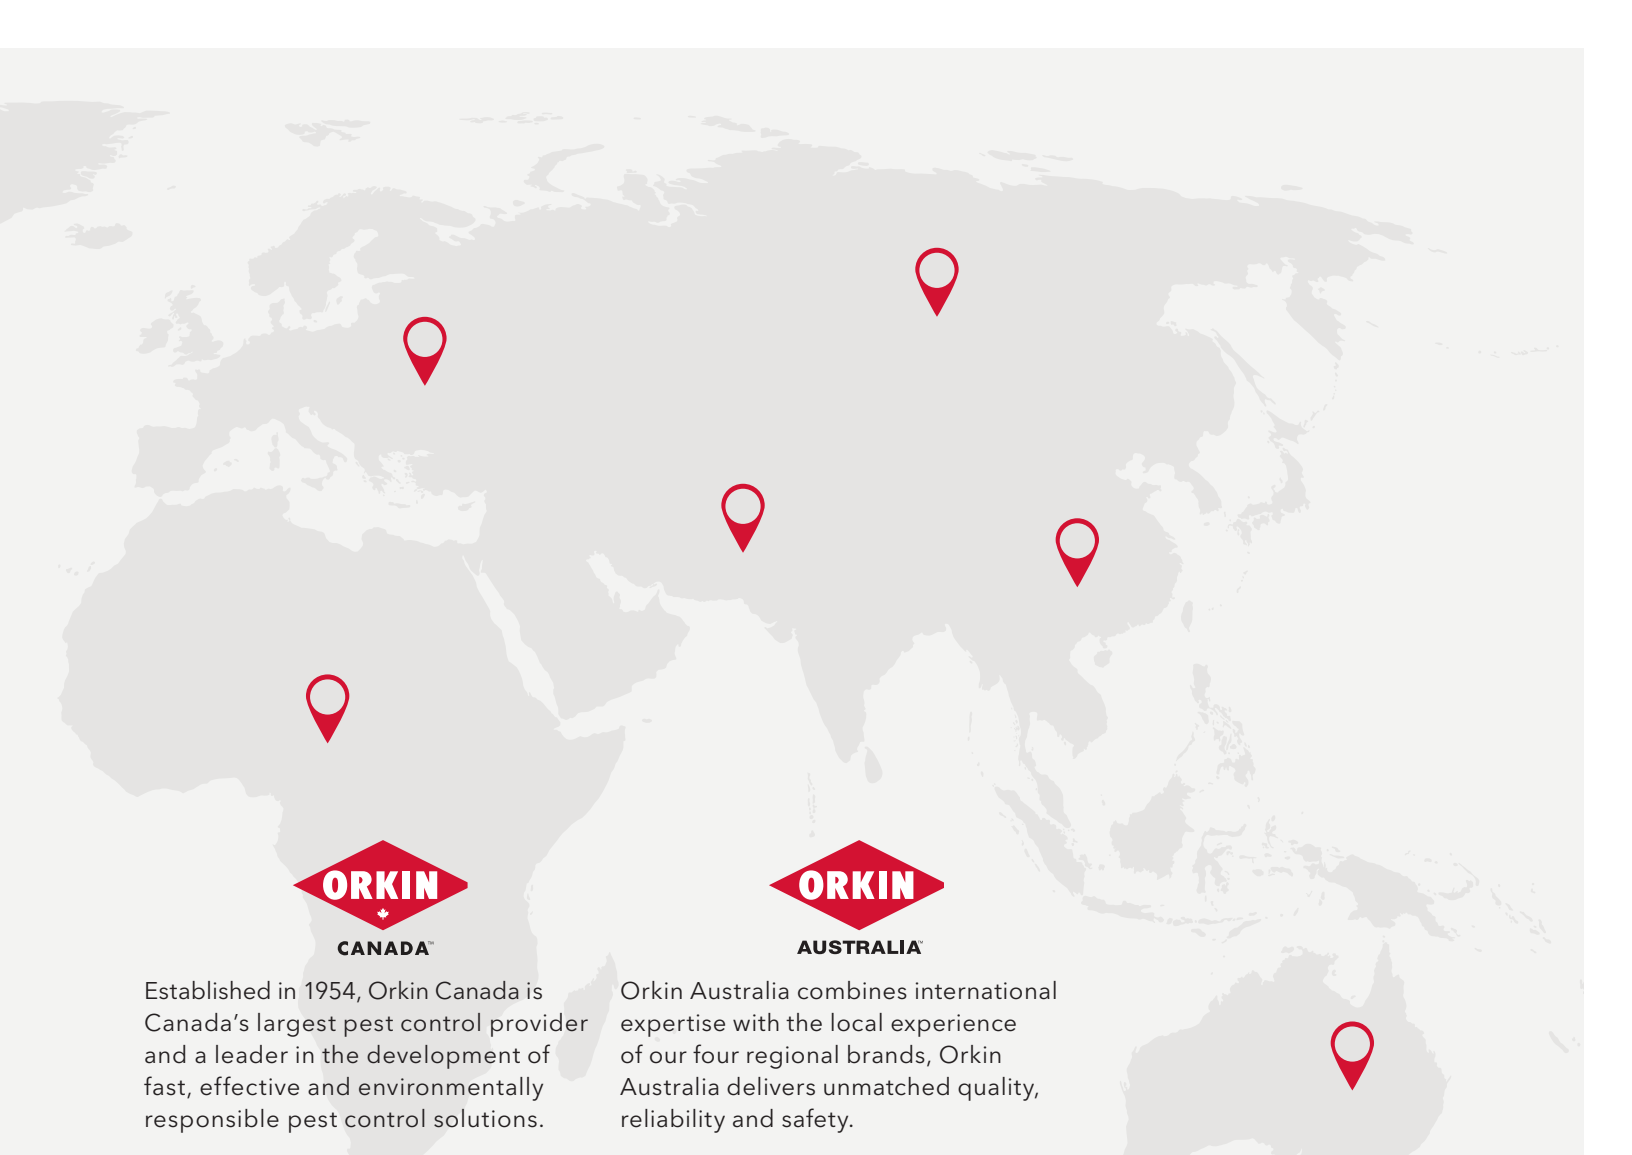 ORKIN
CANADA™
Established in 1954, Orkin Canada is
Canada’s largest pest control provider
and a leader in the development of
fast, effective and environmentally
responsible pest control solutions.
ORKIN
AUSTRALIA™
Orkin Australia combines international
expertise with the local experience
of our four regional brands, Orkin
Australia delivers unmatched quality,
reliability and safety.